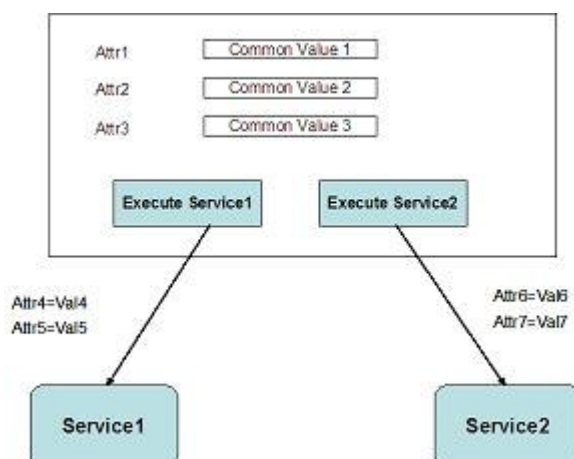 Attr1 Common Value 1
Attr2 Common Value 2
Attr3 Common Value 3
Execute Service1 Execute Service2
Attr4=Val4
Attr5=Val5
Attr6=Val6
Attr7=Val7
Service1 Service2